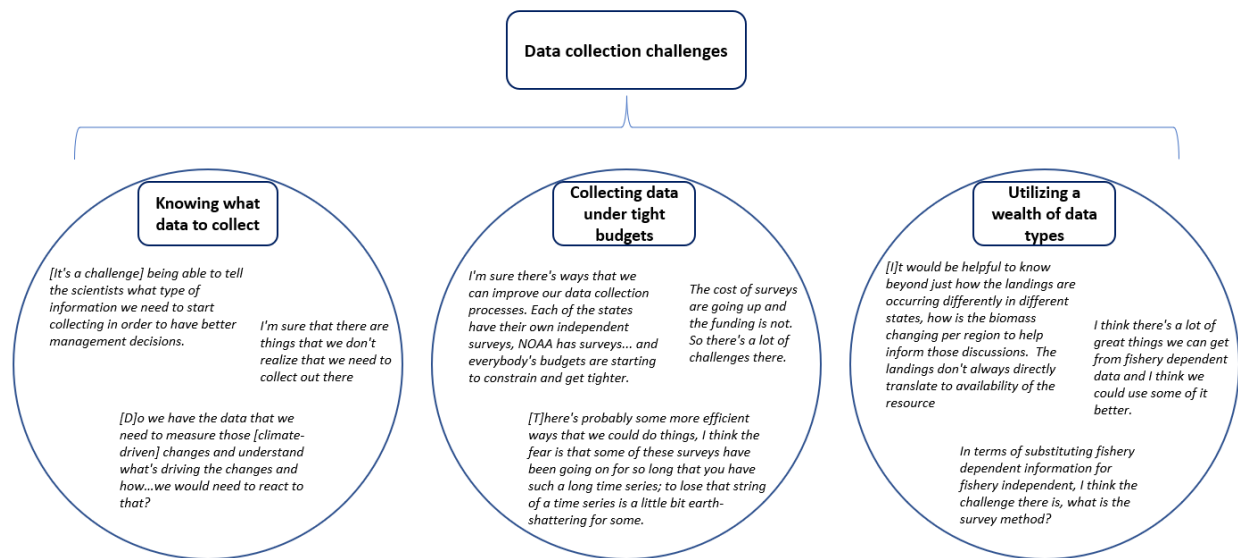 Data collection challenges
Knowing what
data to collect
[It's a challenge] being able to tell
the scientists what type of
information we need to start
collecting in order to have better
management decisions.
I'm sure that there are
things that we don't
realize that we need to
collect out there
[D]o we have the data that we
need to measure those [climate-
driven] changes and understand
what's driving the changes and
how...we would need to react to
that?
Collecting data
under tight
budgets
I'm sure there's ways that we
can improve our data collection
processes. Each of the states
have their own independent
surveys, NOAA has surveys... and
everybody's budgets are starting
to constrain and get tighter.
The cost of surveys
are going up and
the funding is not.
So there's a lot of
challenges there.
[T]here's probably some more efficient
ways that we could do things, I think the
fear is that some of these surveys have
been going on for so long that you have
such a long time series; to lose that string
of a time series is a little bit earth-
shattering for some.
Utilizing a
wealth of data
types
[I]t would be helpful to know
beyond just how the landings are
occurring differently in different
states, how is the biomass
changing per region to help
inform those discussions. The
landings don't always directly
translate to availability of the
resource
I think there's a lot of
great things we can get
from fishery dependent
data and I think we
could use some of it
better.
In terms of substituting fishery
dependent information for
fishery independent, I think the
challenge there is, what is the
survey method?